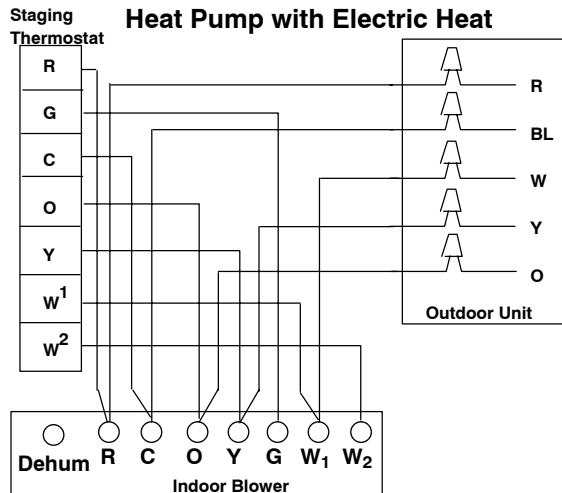 Heat Pump with Electric Heat
Staging
Thermostat
R
G
C
O
Y
W¹
W²
R
BL
W
Y
O
Outdoor Unit
Dehum R C O Y G W₁ W₂
Indoor Blower